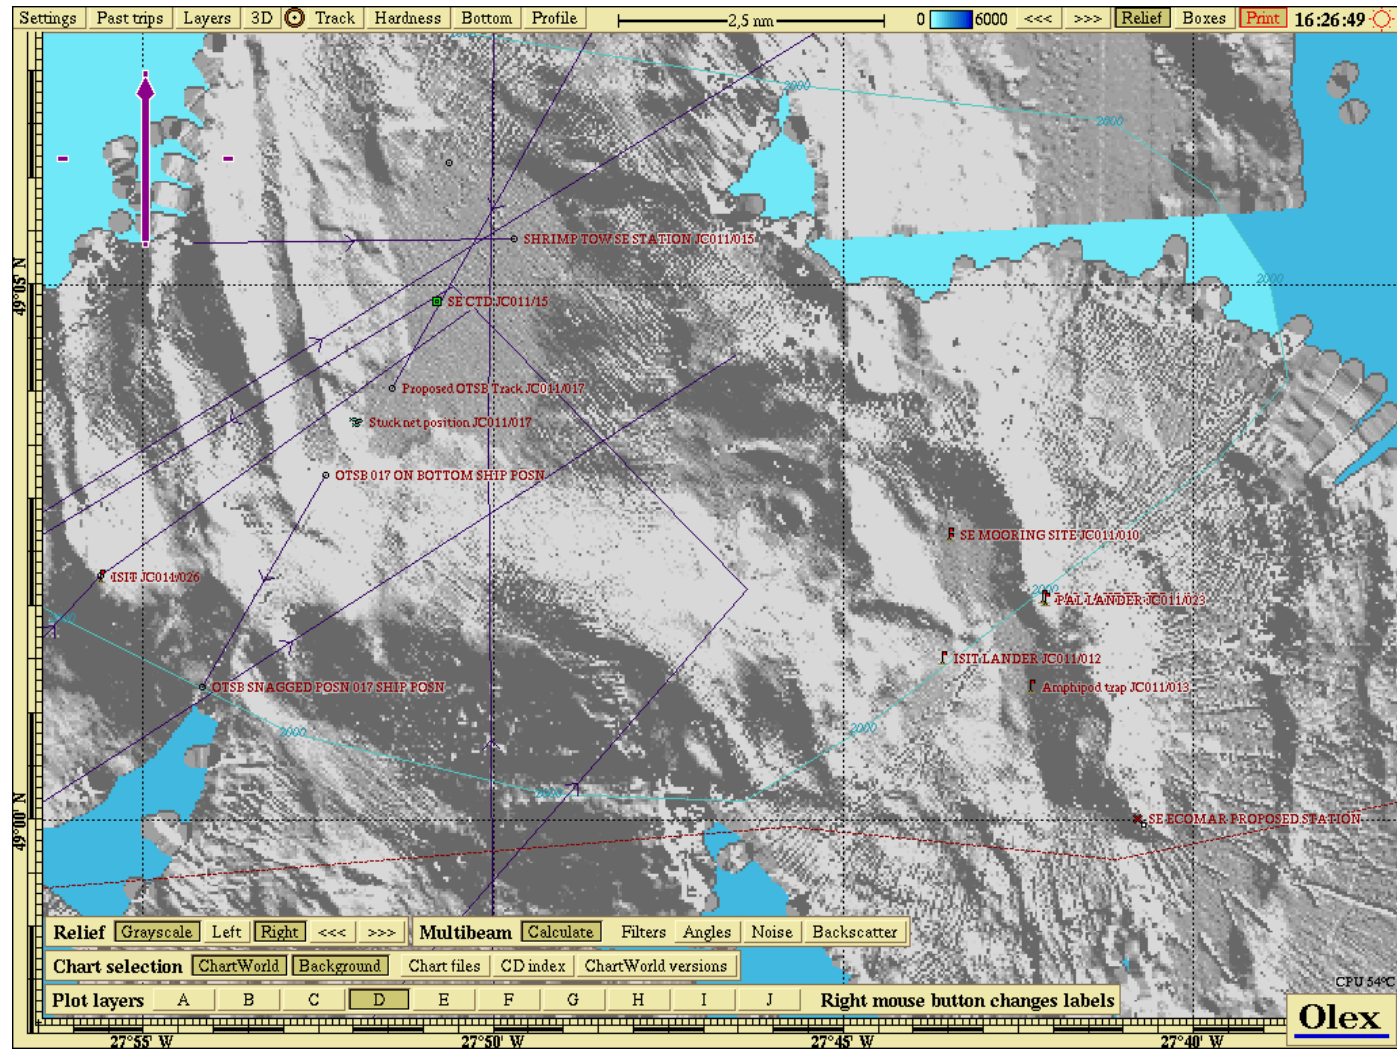 Settings Past trips Layers 3D Track Hardness Bottom Profile 2,5 nm 0 6000 <<< >>> Relief Boxes Print 16:26:49
2000
2000
SHRIMP TOW SE STATION JC011/015
2000
49°05' N
SE CTD JC011/15
Proposed OTSB Track JC011/017
Stuck net position JC011/017
OTSB 017 ON BOTTOM SHIP POSN
SE MOORING SITE JC011/010
ISIT JC011/026
2000
PAL LANDER JC011/023
ISIT LANDER JC011/012
OTSB SNAGGED POSN 017 SHIP POSN
Amphipod trap JC011/013
2000
2000
2000
49°00' N
SE ECOMAR PROPOSED STATION
Relief Grayscale Left Right <<< >>> Multibeam Calculate Filters Angles Noise Backscatter
Chart selection ChartWorld Background Chart files CD index ChartWorld versions
CPU 54°C
Plot layers A B C D E F G H I J Right mouse button changes labels
Olex
27°55' W 27°50' W 27°45' W 27°40' W